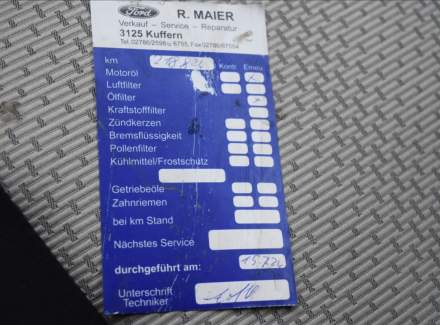 Ford R. MAIER
Verkauf - Service - Reparatur
3125 Kuffern
km Kontr. Erneu.
Motoröl x
Luftfilter
Ölfilter x
Kraftstofffilter
Zündkerzen
Bremsflüssigkeit
Pollenfilter
Kühlmittel/Frostschutz
Getriebeöle
Zahnriemen
bei km Stand
Nächstes Service
durchgeführt am:
Unterschrift
Techniker